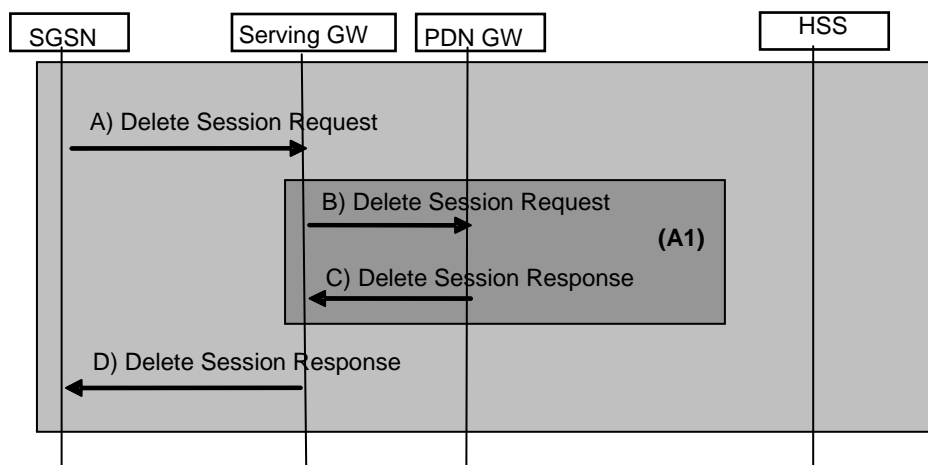 SGSN
Serving GW
PDN GW
HSS
A) Delete Session Request
B) Delete Session Request
(A1)
C) Delete Session Response
D) Delete Session Response